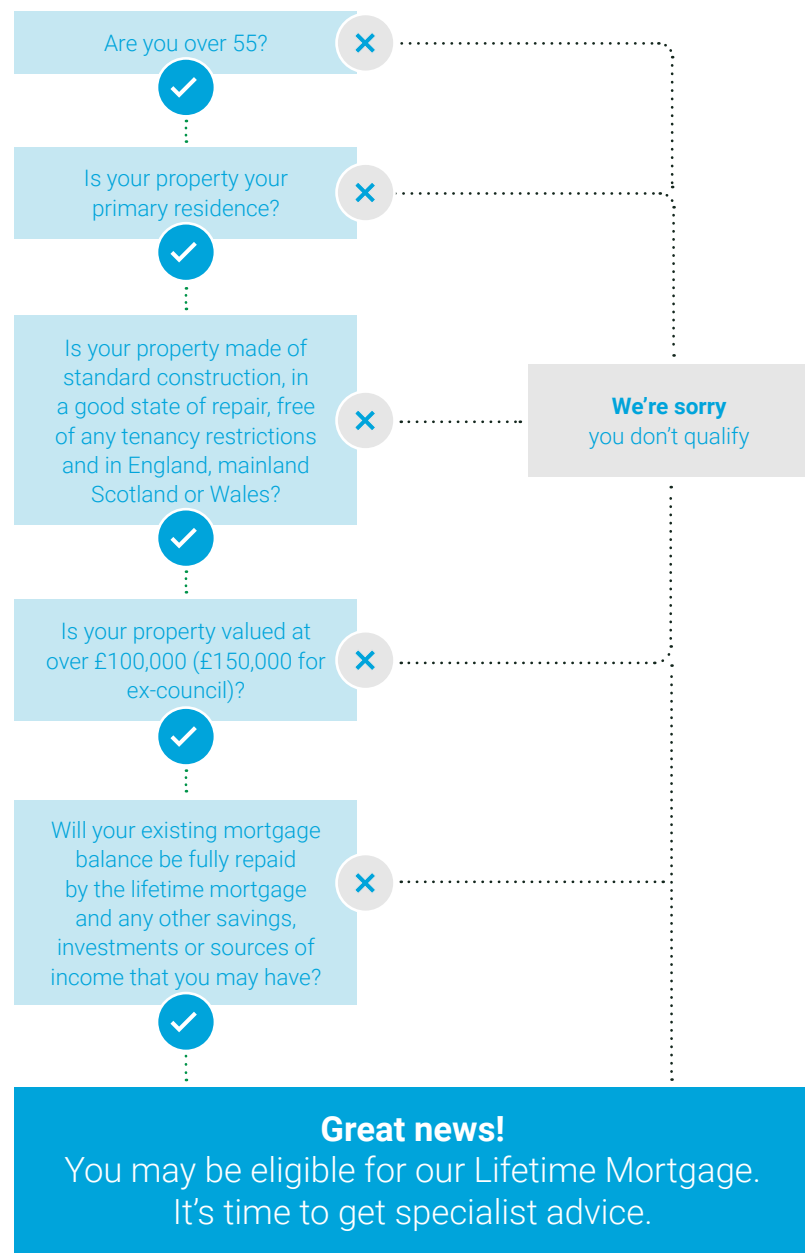 Are you over 55?
Is your property your
primary residence?
Is your property made of
standard construction, in
a good state of repair, free
of any tenancy restrictions
and in England, mainland
Scotland or Wales?
We’re sorry
you don’t qualify
Is your property valued at
over £100,000 (£150,000 for
ex-council)?
Will your existing mortgage
balance be fully repaid
by the lifetime mortgage
and any other savings,
investments or sources of
income that you may have?
Great news!
You may be eligible for our Lifetime Mortgage.
It’s time to get specialist advice.